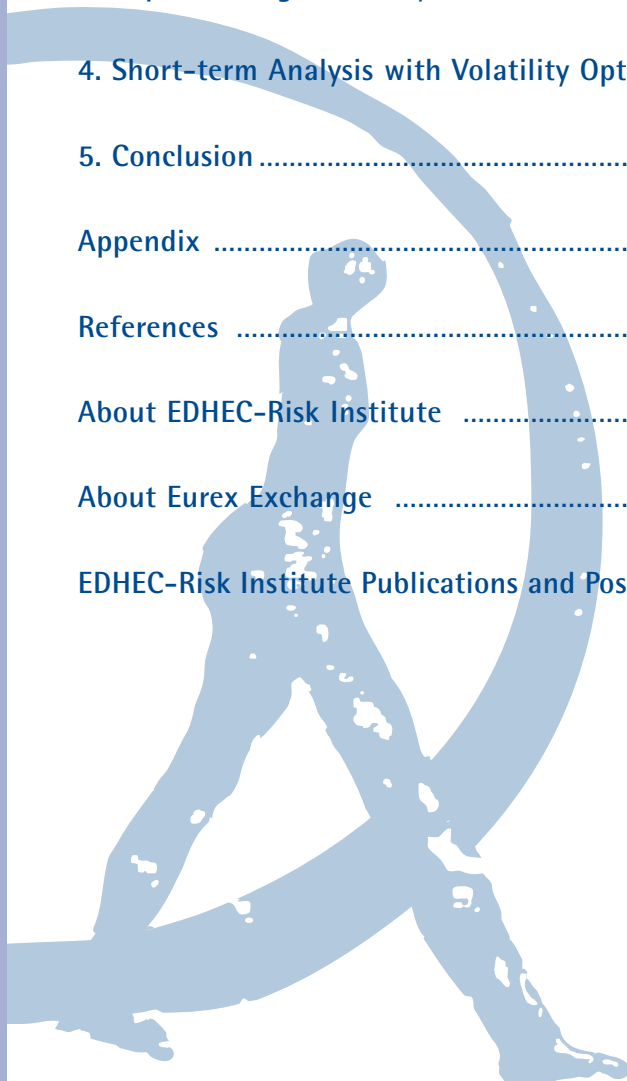 4. Short-term Analysis with Volatility Opt
5. Conclusion ..................................................
Appendix ........................................................
References .....................................................
About EDHEC-Risk Institute ......................
About Eurex Exchange ...............................
EDHEC-Risk Institute Publications and Pos